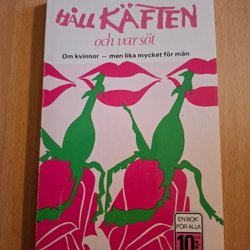 HÅLL KÄFTEN
och var söt
Om kvinnor – men lika mycket för män
EN BOK
FÖR ALLA
10